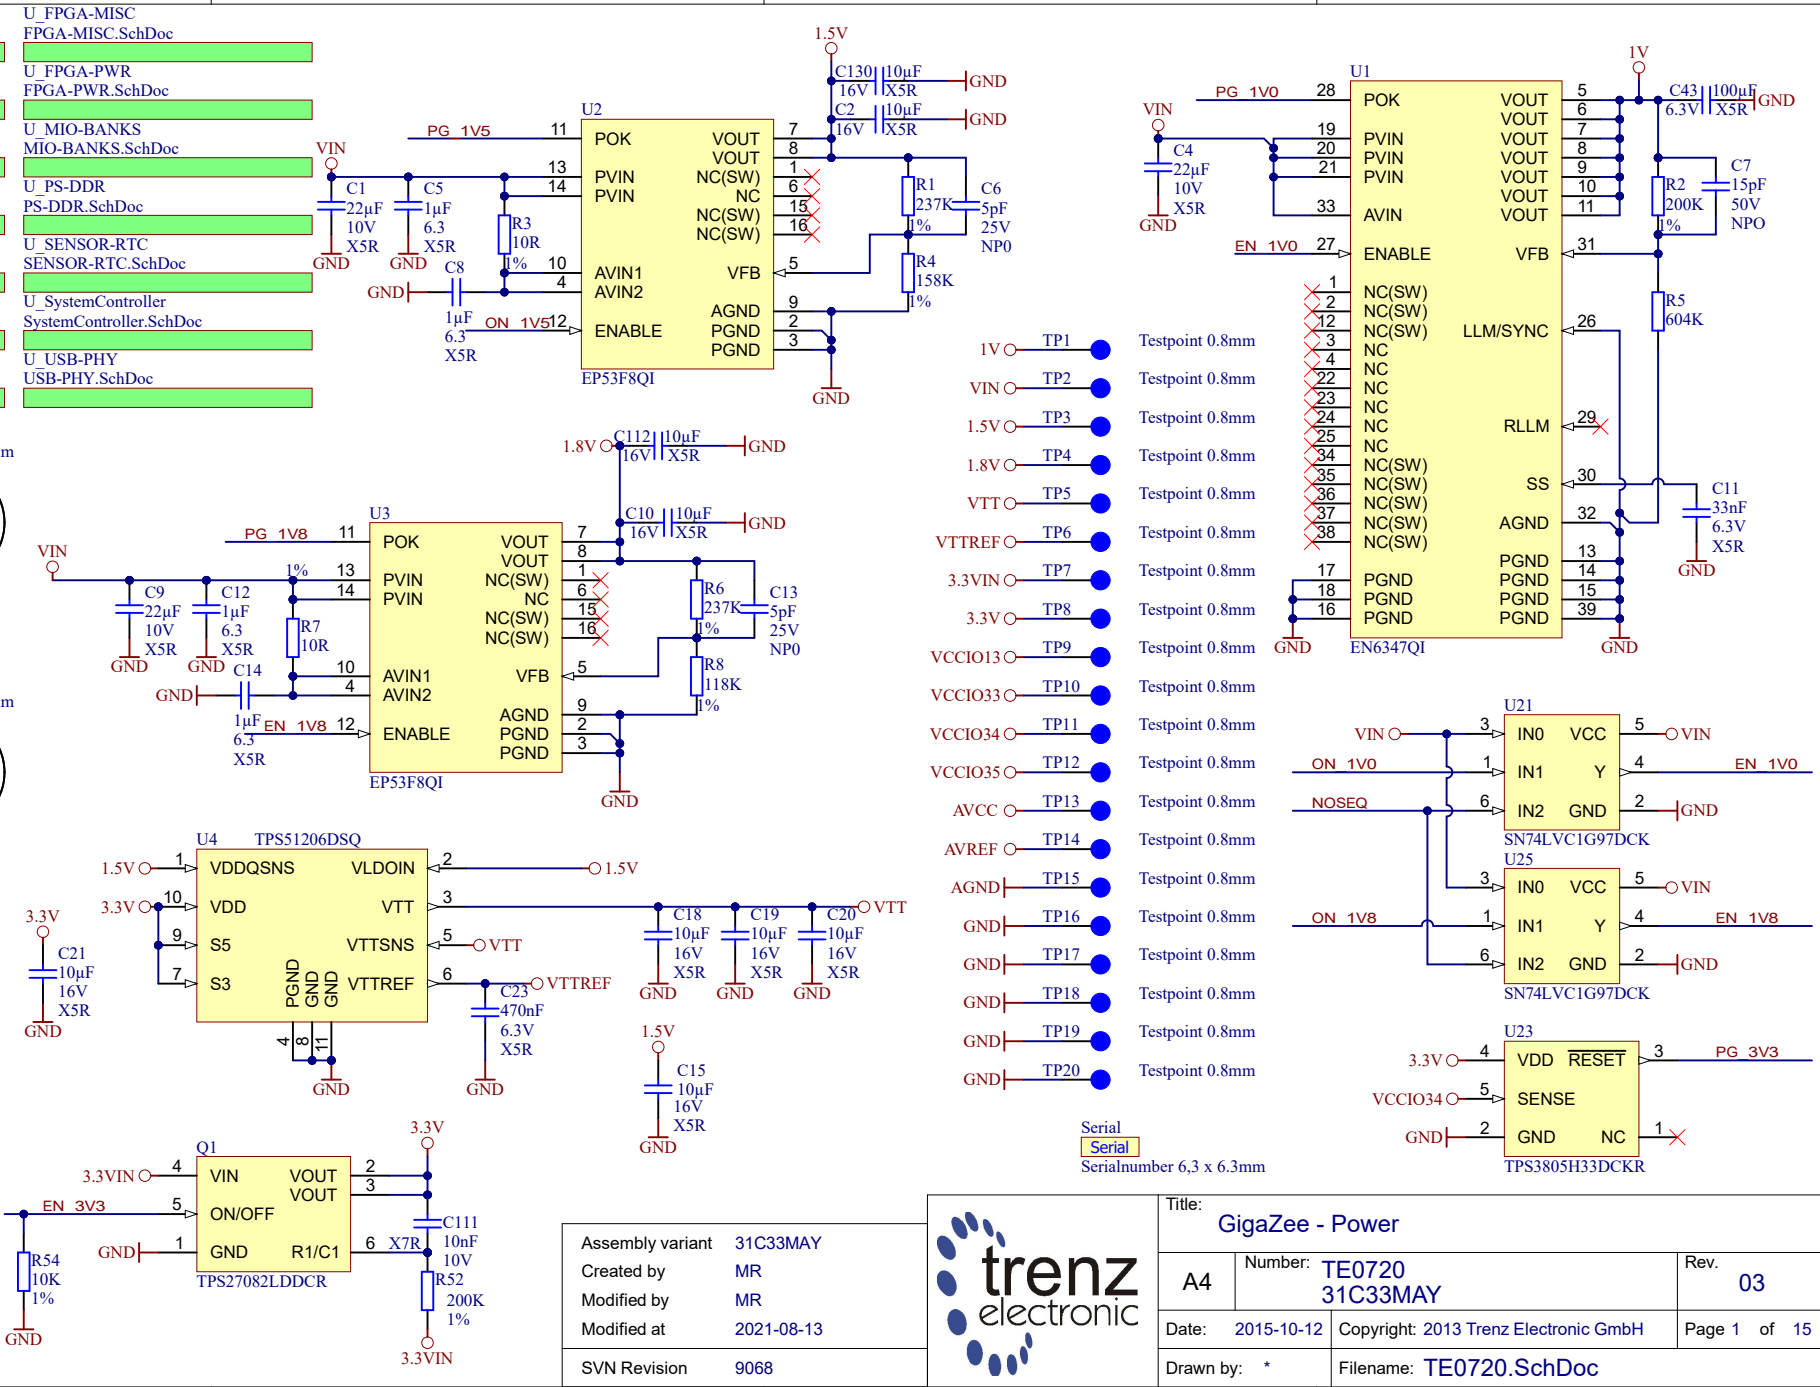 U_FPGA-MISC
FPGA-MISC.SchDoc
U_FPGA-PWR
FPGA-PWR.SchDoc
U_MIO-BANKS
MIO-BANKS.SchDoc
U_PS-DDR
PS-DDR.SchDoc
U_SENSOR-RTC
SENSOR-RTC.SchDoc
U_SystemController
SystemController.SchDoc
U_USB-PHY
USB-PHY.SchDoc
m
m
1.5V
C130 10µF
16V X5R
GND
C2 10µF
16V X5R
GND
U2
PG_1V5 11 POK
VIN
13 PVIN
14 PVIN
C1
22µF
10V
X5R
GND
C5
1µF
6.3
X5R
GND
R3
10R
1%
C8
GND
1µF
6.3
X5R
10 AVIN1
4 AVIN2
ON_1V5 12 ENABLE
VOUT 7
VOUT 8
NC(SW) 1
NC 6
NC(SW) 15
NC(SW) 16
VFB 5
AGND 9
PGND 2
PGND 3
EP53F8QI
R1
237K
1%
C6
5pF
25V
NP0
R4
158K
1%
GND
1.8V
C112 10µF
16V X5R
GND
C10 10µF
16V X5R
GND
U3
PG_1V8 11 POK
VIN
1%
13 PVIN
14 PVIN
C9
22µF
10V
X5R
GND
C12
1µF
6.3
X5R
GND
R7
10R
C14
GND
1µF
6.3
X5R
10 AVIN1
4 AVIN2
EN_1V8 12 ENABLE
VOUT 7
VOUT 8
NC(SW) 1
NC 6
NC(SW) 15
NC(SW) 16
VFB 5
AGND 9
PGND 2
PGND 3
EP53F8QI
R6
237K
1%
C13
5pF
25V
NP0
R8
118K
1%
GND
U4 TPS51206DSQ
1.5V 1 VDDQSNS
3.3V 10 VDD
9 S5
7 S3
VLDOIN 2 1.5V
VTT 3 VTT
VTTSNS 5 VTT
VTTREF 6 VTTREF
PGND 4
GND 8
GND 11
GND
3.3V
C21
10µF
16V
X5R
GND
C23
470nF
6.3V
X5R
GND
C18
10µF
16V
X5R
GND
C19
10µF
16V
X5R
GND
C20
10µF
16V
X5R
GND
1.5V
C15
10µF
16V
X5R
GND
Q1
3.3VIN 4 VIN
EN_3V3 5 ON/OFF
GND 1 GND
VOUT 2
VOUT 3
R1/C1 6
TPS27082LDDCR
3.3V
X7R
C111
10nF
10V
R52
200K
1%
3.3VIN
R54
10K
1%
GND
1V TP1 Testpoint 0.8mm
VIN TP2 Testpoint 0.8mm
1.5V TP3 Testpoint 0.8mm
1.8V TP4 Testpoint 0.8mm
VTT TP5 Testpoint 0.8mm
VTTREF TP6 Testpoint 0.8mm
3.3VIN TP7 Testpoint 0.8mm
3.3V TP8 Testpoint 0.8mm
VCCIO13 TP9 Testpoint 0.8mm
VCCIO33 TP10 Testpoint 0.8mm
VCCIO34 TP11 Testpoint 0.8mm
VCCIO35 TP12 Testpoint 0.8mm
AVCC TP13 Testpoint 0.8mm
AVREF TP14 Testpoint 0.8mm
AGND TP15 Testpoint 0.8mm
GND TP16 Testpoint 0.8mm
GND TP17 Testpoint 0.8mm
GND TP18 Testpoint 0.8mm
GND TP19 Testpoint 0.8mm
GND TP20 Testpoint 0.8mm
Serial
Serial
Serialnumber 6,3 x 6.3mm
U1
PG_1V0 28 POK
VIN
C4
22µF
10V
X5R
GND
19 PVIN
20 PVIN
21 PVIN
33 AVIN
EN_1V0 27 ENABLE
1 NC(SW)
2 NC(SW)
12 NC(SW)
3 NC
4 NC
22 NC
23 NC
24 NC
25 NC
34 NC(SW)
35 NC(SW)
36 NC(SW)
37 NC(SW)
38 NC(SW)
17 PGND
18 PGND
16 PGND
GND
VOUT 5
VOUT 6
VOUT 7
VOUT 8
VOUT 9
VOUT 10
VOUT 11
VFB 31
LLM/SYNC 26
RLLM 29
SS 30
AGND 32
PGND 13
PGND 14
PGND 15
PGND 39
GND
EN6347QI
1V
C43 100µF
6.3V X5R
GND
R2
200K
1%
C7
15pF
50V
NPO
R5
604K
C11
33nF
6.3V
X5R
GND
U21
VIN 3 IN0 VCC 5 VIN
ON_1V0 1 IN1 Y 4 EN_1V0
NOSEQ 6 IN2 GND 2 GND
SN74LVC1G97DCK
U25
3 IN0 VCC 5 VIN
ON_1V8 1 IN1 Y 4 EN_1V8
6 IN2 GND 2 GND
SN74LVC1G97DCK
U23
3.3V 4 VDD RESET 3 PG_3V3
VCCIO34 5 SENSE
GND 2 GND NC 1
TPS3805H33DCKR
Assembly variant 31C33MAY
Created by MR
Modified by MR
Modified at 2021-08-13
SVN Revision 9068
trenz
electronic
Title:
GigaZee - Power
A4
Number: TE0720
31C33MAY
Rev.
03
Date: 2015-10-12
Copyright: 2013 Trenz Electronic GmbH
Page 1 of 15
Drawn by: *
Filename: TE0720.SchDoc